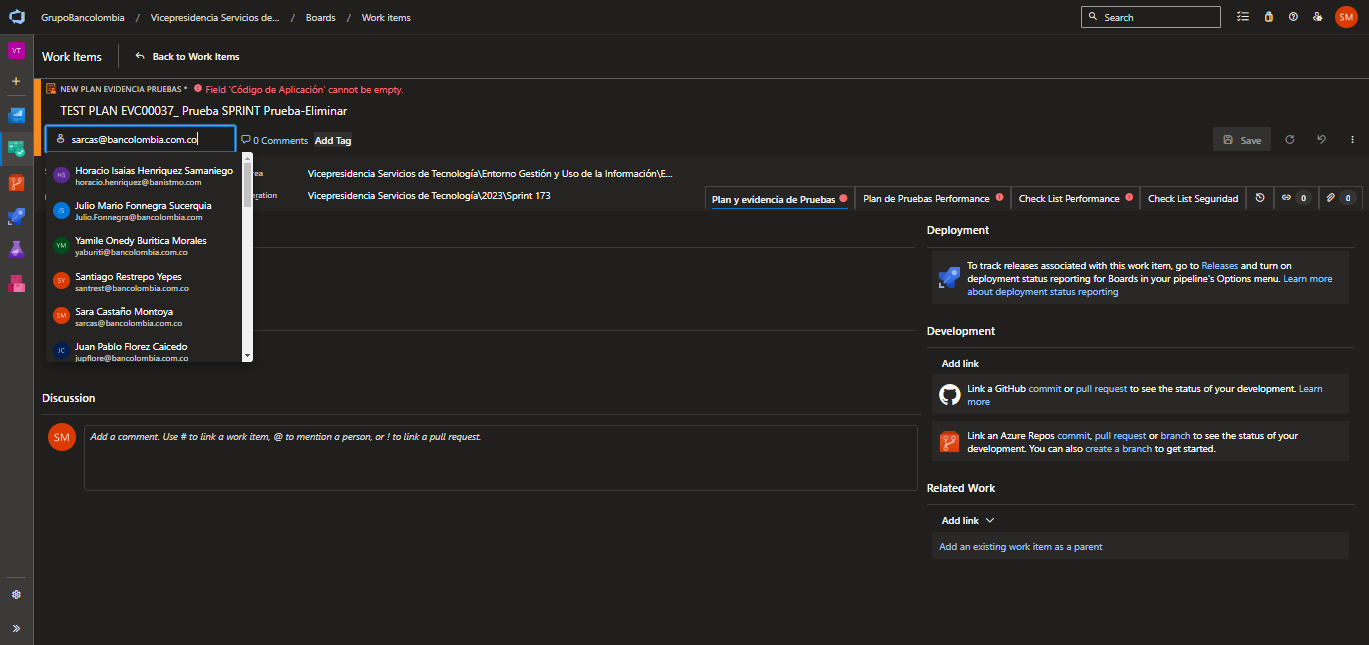 GrupoBancolombia / Vicepresidencia Servicios de... / Boards / Work items
Search
SM
VT
Work Items
Back to Work Items
NEW PLAN EVIDENCIA PRUEBAS * Field 'Código de Aplicación' cannot be empty.
TEST PLAN EVC00037_ Prueba SPRINT Prueba-Eliminar
sarcas@bancolombia.com.co
0 Comments
Add Tag
Save
HS
Horacio Isaias Henriquez Samaniego
horacio.henriquez@banistmo.com
JS
Julio Mario Fonnegra Sucerquia
Julio.Fonnegra@bancolombia.com
YM
Yamile Onedy Buritica Morales
yaburiti@bancolombia.com.co
SY
Santiago Restrepo Yepes
santrest@bancolombia.com.co
SM
Sara Castaño Montoya
sarcas@bancolombia.com.co
JC
Juan Pablo Florez Caicedo
jupflore@bancolombia.com.co
rea
Vicepresidencia Servicios de Tecnología\Entorno Gestión y Uso de la Información\E...
eration
Vicepresidencia Servicios de Tecnología\2023\Sprint 173
Plan y evidencia de Pruebas
Plan de Pruebas Performance
Check List Performance
Check List Seguridad
0
0
Deployment
To track releases associated with this work item, go to Releases and turn on
deployment status reporting for Boards in your pipeline's Options menu. Learn more
about deployment status reporting
Development
Add link
Link a GitHub commit or pull request to see the status of your development. Learn
more
Link an Azure Repos commit, pull request or branch to see the status of your
development. You can also create a branch to get started.
Related Work
Add link
Add an existing work item as a parent
Discussion
SM
Add a comment. Use # to link a work item, @ to mention a person, or ! to link a pull request.